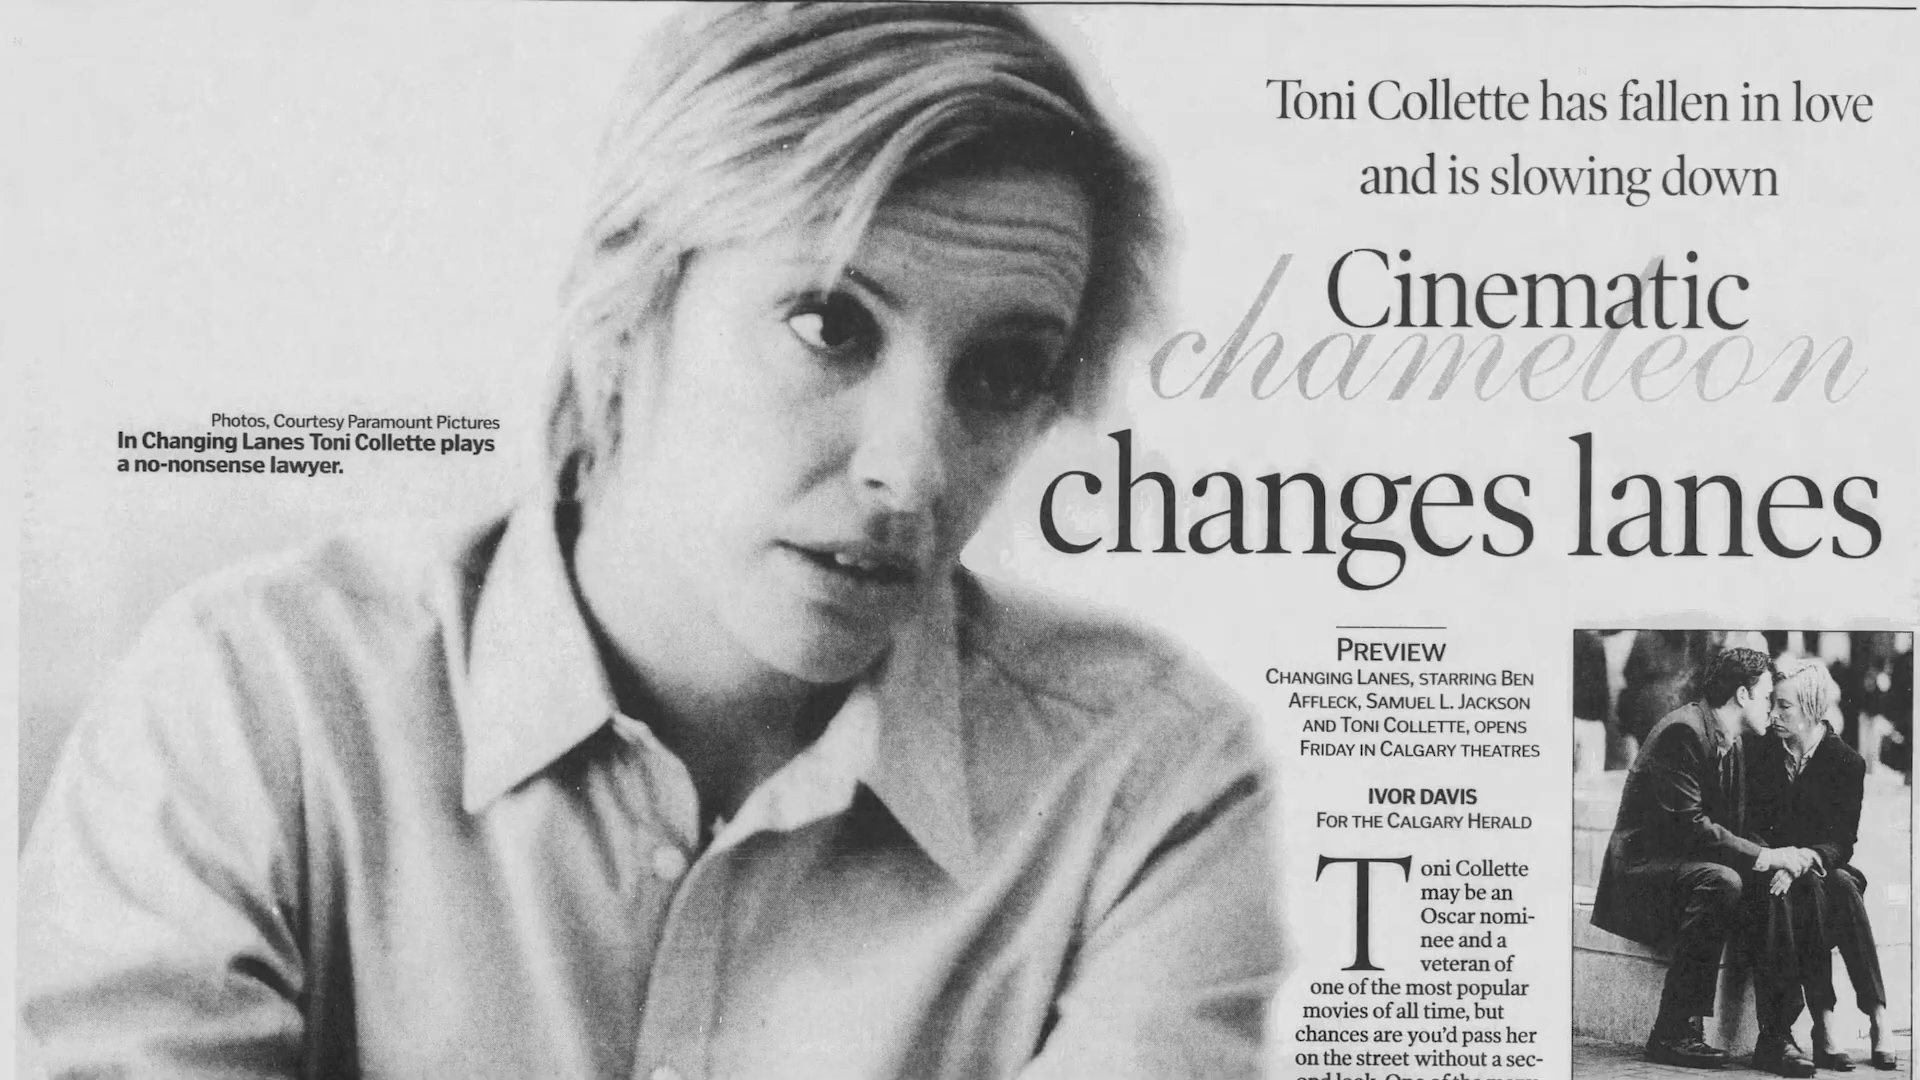 Toni Collette has fallen in love
and is slowing down
Cinematic
chameleon
changes lanes
Photos, Courtesy Paramount Pictures
In Changing Lanes Toni Collette plays
a no-nonsense lawyer.
PREVIEW
CHANGING LANES, STARRING BEN
AFFLECK, SAMUEL L. JACKSON
AND TONI COLLETTE, OPENS
FRIDAY IN CALGARY THEATRES
IVOR DAVIS
FOR THE CALGARY HERALD
Toni Collette
may be an
Oscar nomi-
nee and a
veteran of
one of the most popular
movies of all time, but
chances are you'd pass her
on the street without a sec-